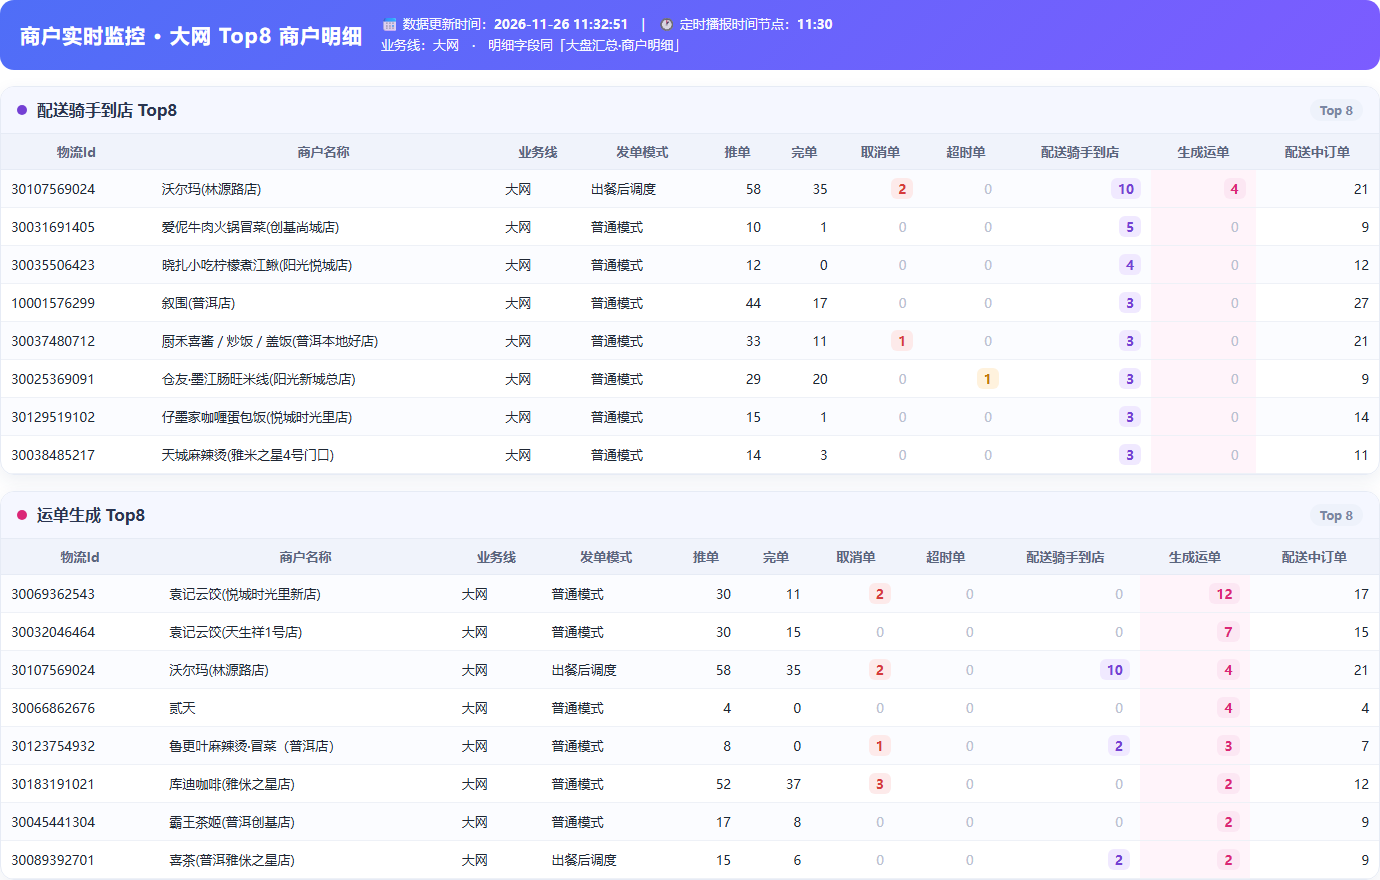 商户实时监控 • 大网 Top8 商户明细
数据更新时间：2026-11-26 11:32:51 | 定时播报时间节点：11:30
业务线：大网 · 明细字段同「大盘汇总·商户明细」
配送骑手到店 Top8 Top 8
物流Id 商户名称 业务线 发单模式 推单 完单 取消单 超时单 配送骑手到店 生成运单 配送中订单
30107569024 沃尔玛(林源路店) 大网 出餐后调度 58 35 2 0 10 4 21
30031691405 爱伲牛肉火锅冒菜(创基尚城店) 大网 普通模式 10 1 0 0 5 0 9
30035506423 晓扎小吃柠檬煮江鳅(阳光悦城店) 大网 普通模式 12 0 0 0 4 0 12
10001576299 叙围(普洱店) 大网 普通模式 44 17 0 0 3 0 27
30037480712 厨禾喜酱 / 炒饭 / 盖饭(普洱本地好店) 大网 普通模式 33 11 1 0 3 0 21
30025369091 仓友·墨江肠旺米线(阳光新城总店) 大网 普通模式 29 20 0 1 3 0 9
30129519102 仔墨家咖喱蛋包饭(悦城时光里店) 大网 普通模式 15 1 0 0 3 0 14
30038485217 天城麻辣烫(雅米之星4号门口) 大网 普通模式 14 3 0 0 3 0 11
运单生成 Top8 Top 8
物流Id 商户名称 业务线 发单模式 推单 完单 取消单 超时单 配送骑手到店 生成运单 配送中订单
30069362543 袁记云饺(悦城时光里新店) 大网 普通模式 30 11 2 0 0 12 17
30032046464 袁记云饺(天生祥1号店) 大网 普通模式 30 15 0 0 0 7 15
30107569024 沃尔玛(林源路店) 大网 出餐后调度 58 35 2 0 10 4 21
30066862676 贰天 大网 普通模式 4 0 0 0 0 4 4
30123754932 鲁更叶麻辣烫·冒菜（普洱店） 大网 普通模式 8 0 1 0 2 3 7
30183191021 库迪咖啡(雅侎之星店) 大网 普通模式 52 37 3 0 0 2 12
30045441304 霸王茶姬(普洱创基店) 大网 普通模式 17 8 0 0 0 2 9
30089392701 喜茶(普洱雅侎之星店) 大网 出餐后调度 15 6 0 0 2 2 9